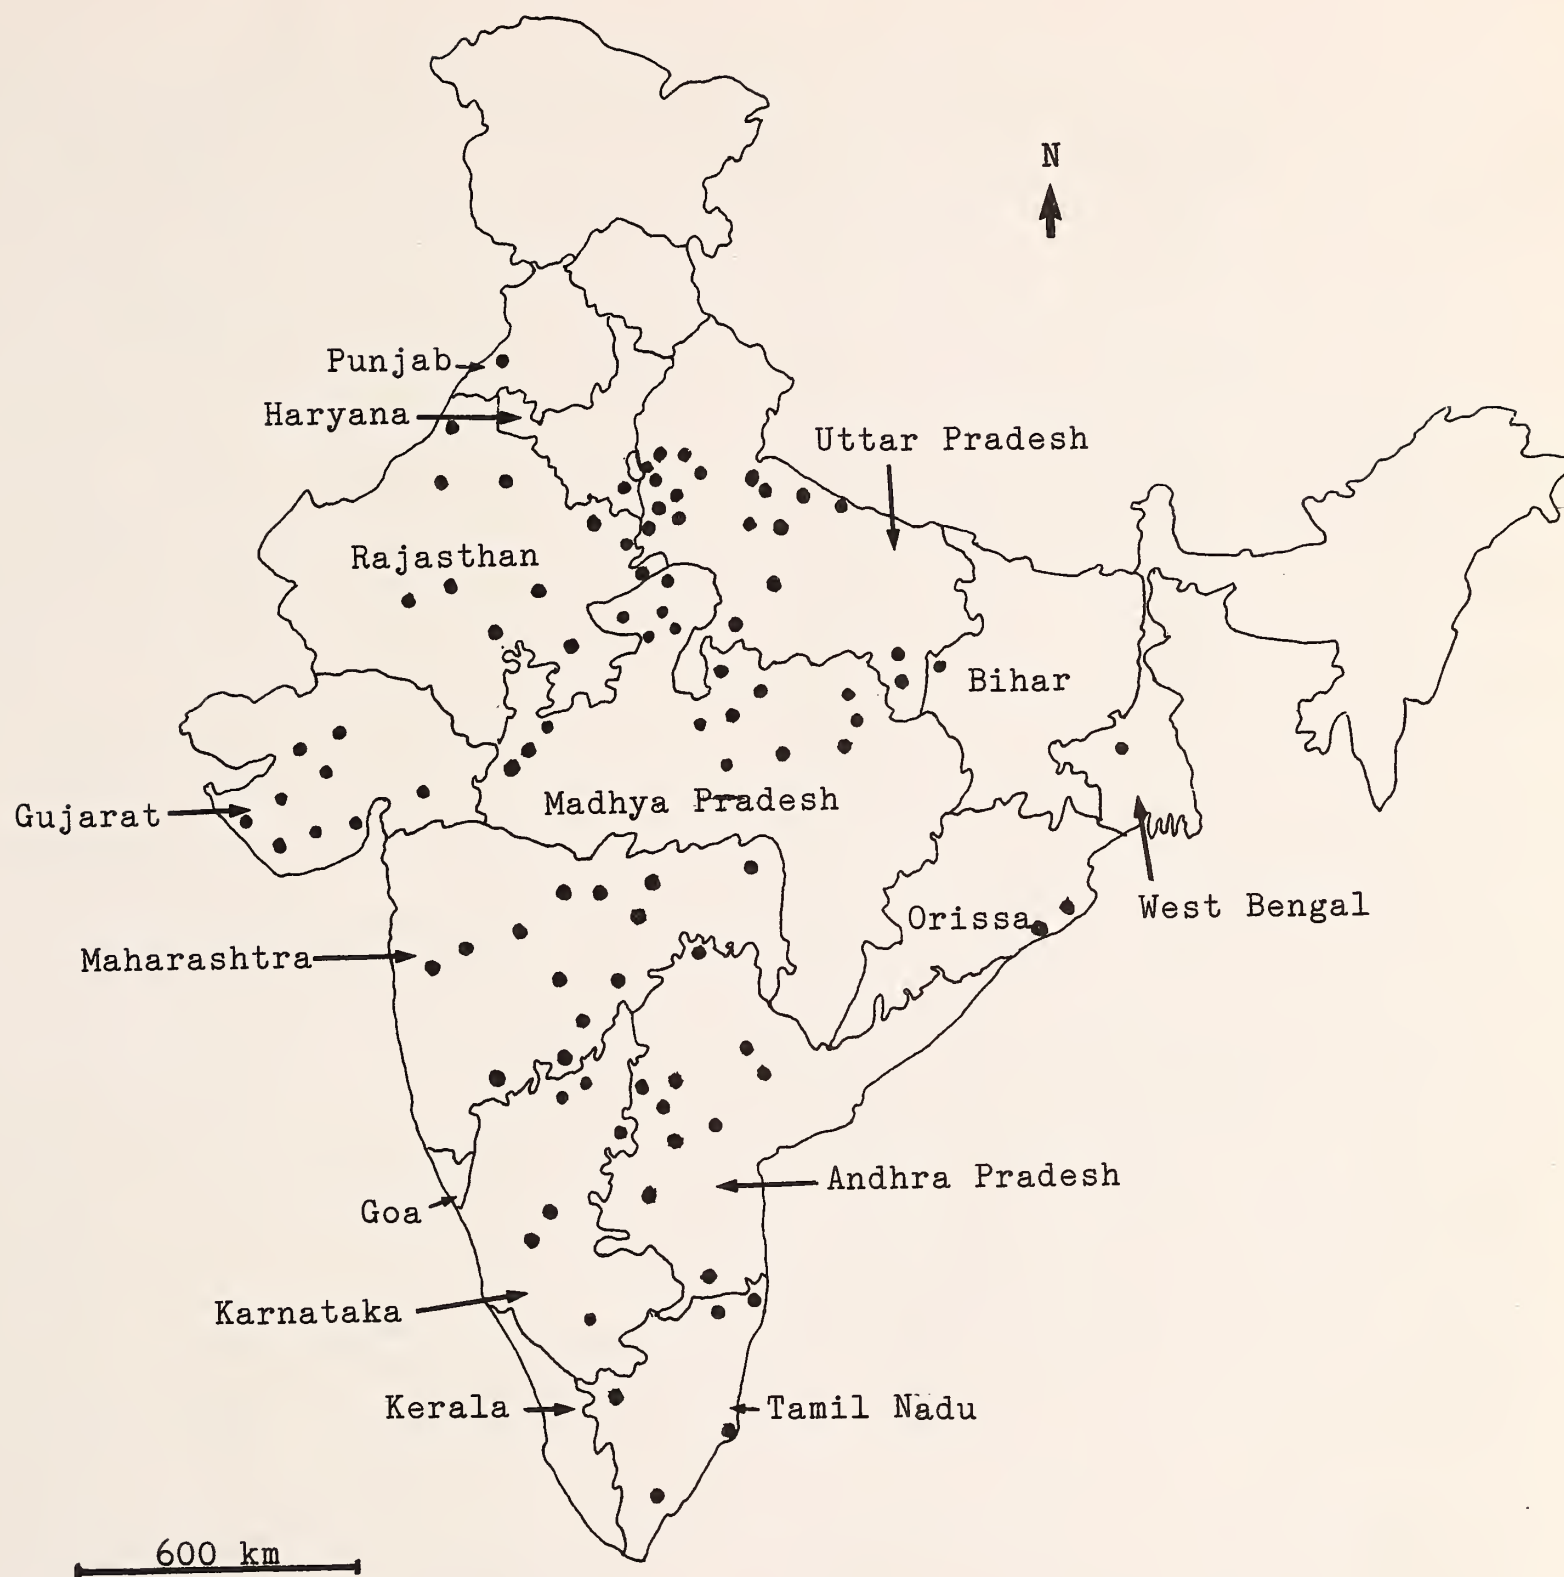 N
Punjab
Haryana
Uttar Pradesh
Rajasthan
Bihar
Gujarat
Madhya Pradesh
West Bengal
Orissa
Maharashtra
Andhra Pradesh
Goa
Karnataka
Kerala
Tamil Nadu
600 km